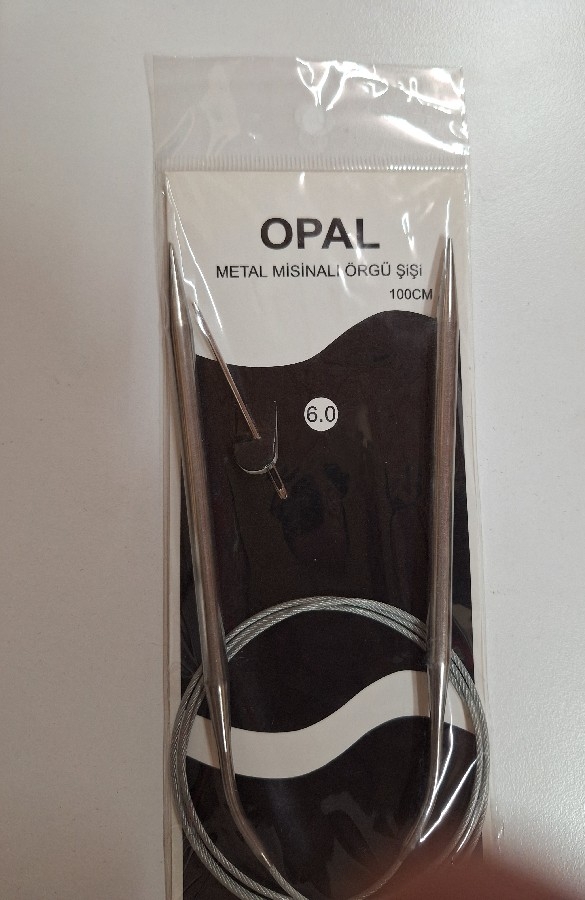 OPAL
METAL MİSİNALI ÖRGÜ ŞİŞİ
100CM
6.0